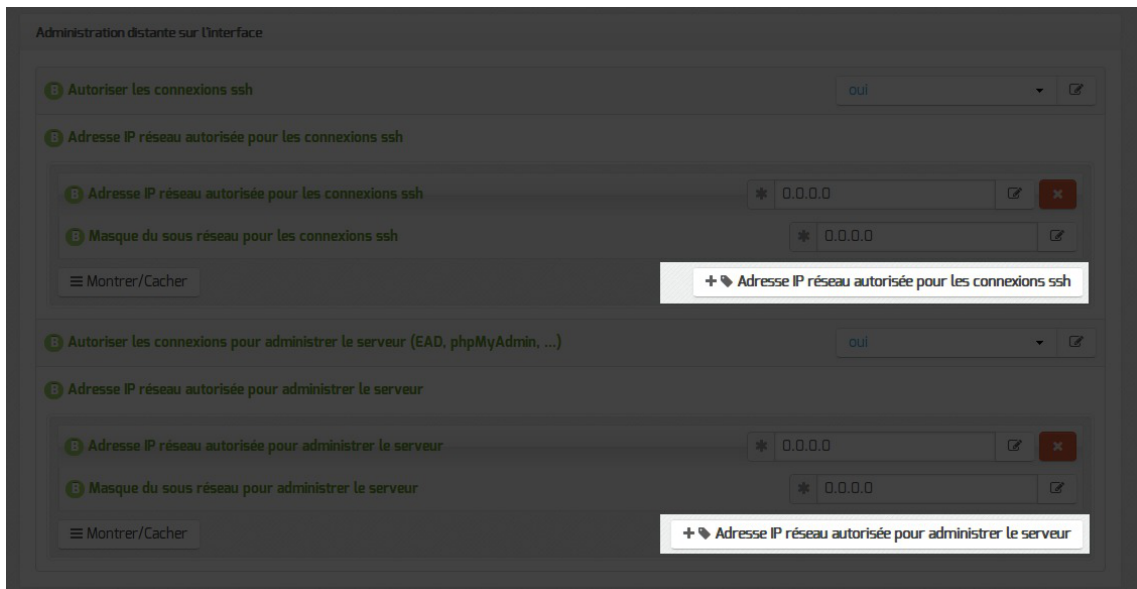 Administration distante sur l'interface
B Autoriser les connexions ssh oui
B Adresse IP réseau autorisée pour les connexions ssh
B Adresse IP réseau autorisée pour les connexions ssh 0.0.0.0
B Masque du sous réseau pour les connexions ssh 0.0.0.0
Montrer/Cacher + Adresse IP réseau autorisée pour les connexions ssh
B Autoriser les connexions pour administrer le serveur (EAD, phpMyAdmin, ...) oui
B Adresse IP réseau autorisée pour administrer le serveur
B Adresse IP réseau autorisée pour administrer le serveur 0.0.0.0
B Masque du sous réseau pour administrer le serveur 0.0.0.0
Montrer/Cacher + Adresse IP réseau autorisée pour administrer le serveur